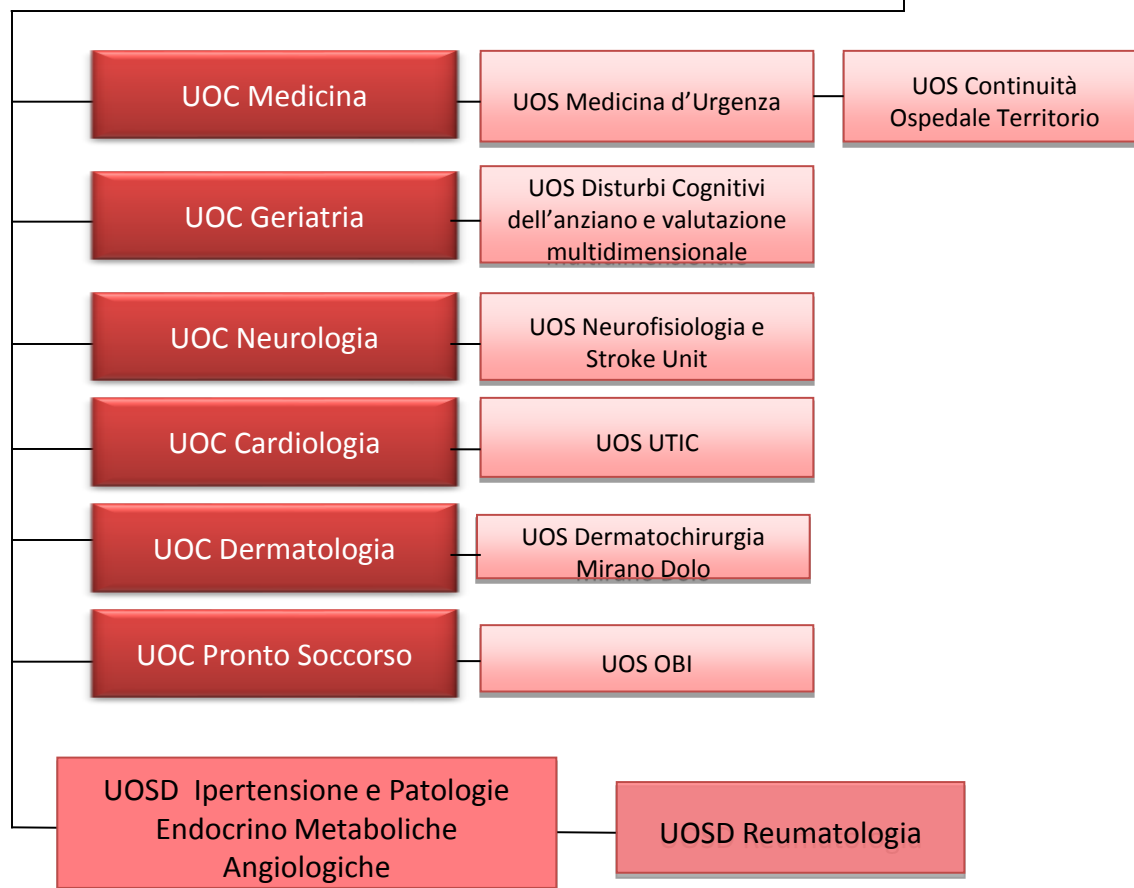 UOC Medicina
UOS Medicina d’Urgenza
UOS Continuità
Ospedale Territorio
UOC Geriatria
UOS Disturbi Cognitivi
dell’anziano e valutazione
multidimensionale
UOC Neurologia
UOS Neurofisiologia e
Stroke Unit
UOC Cardiologia
UOS UTIC
UOC Dermatologia
UOS Dermatochirurgia
Mirano Dolo
UOC Pronto Soccorso
UOS OBI
UOSD Ipertensione e Patologie
Endocrino Metaboliche
Angiologiche
UOSD Reumatologia